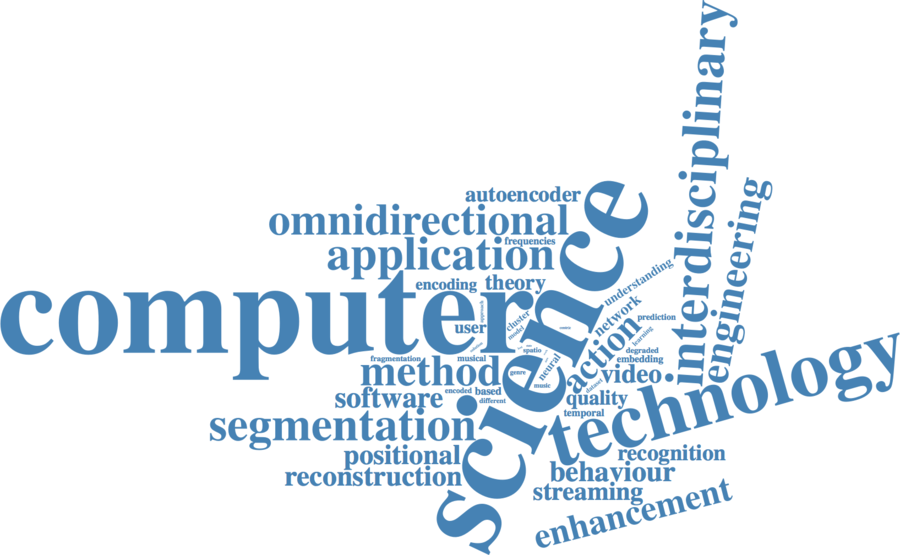 interdisciplinary
engineering
autoencoder
omnidirectional
frequencies
application
science
understanding
encoding
theory
computer
approach
user
cluster
model
network
prediction
learning
action
spatio
neural
degraded
embedding
fragmentation
musical
method
genre
music
dataset
video
technology
encoded
based
different
software
quality
temporal
segmentation
positional
recognition
reconstruction
behaviour
streaming
enhancement